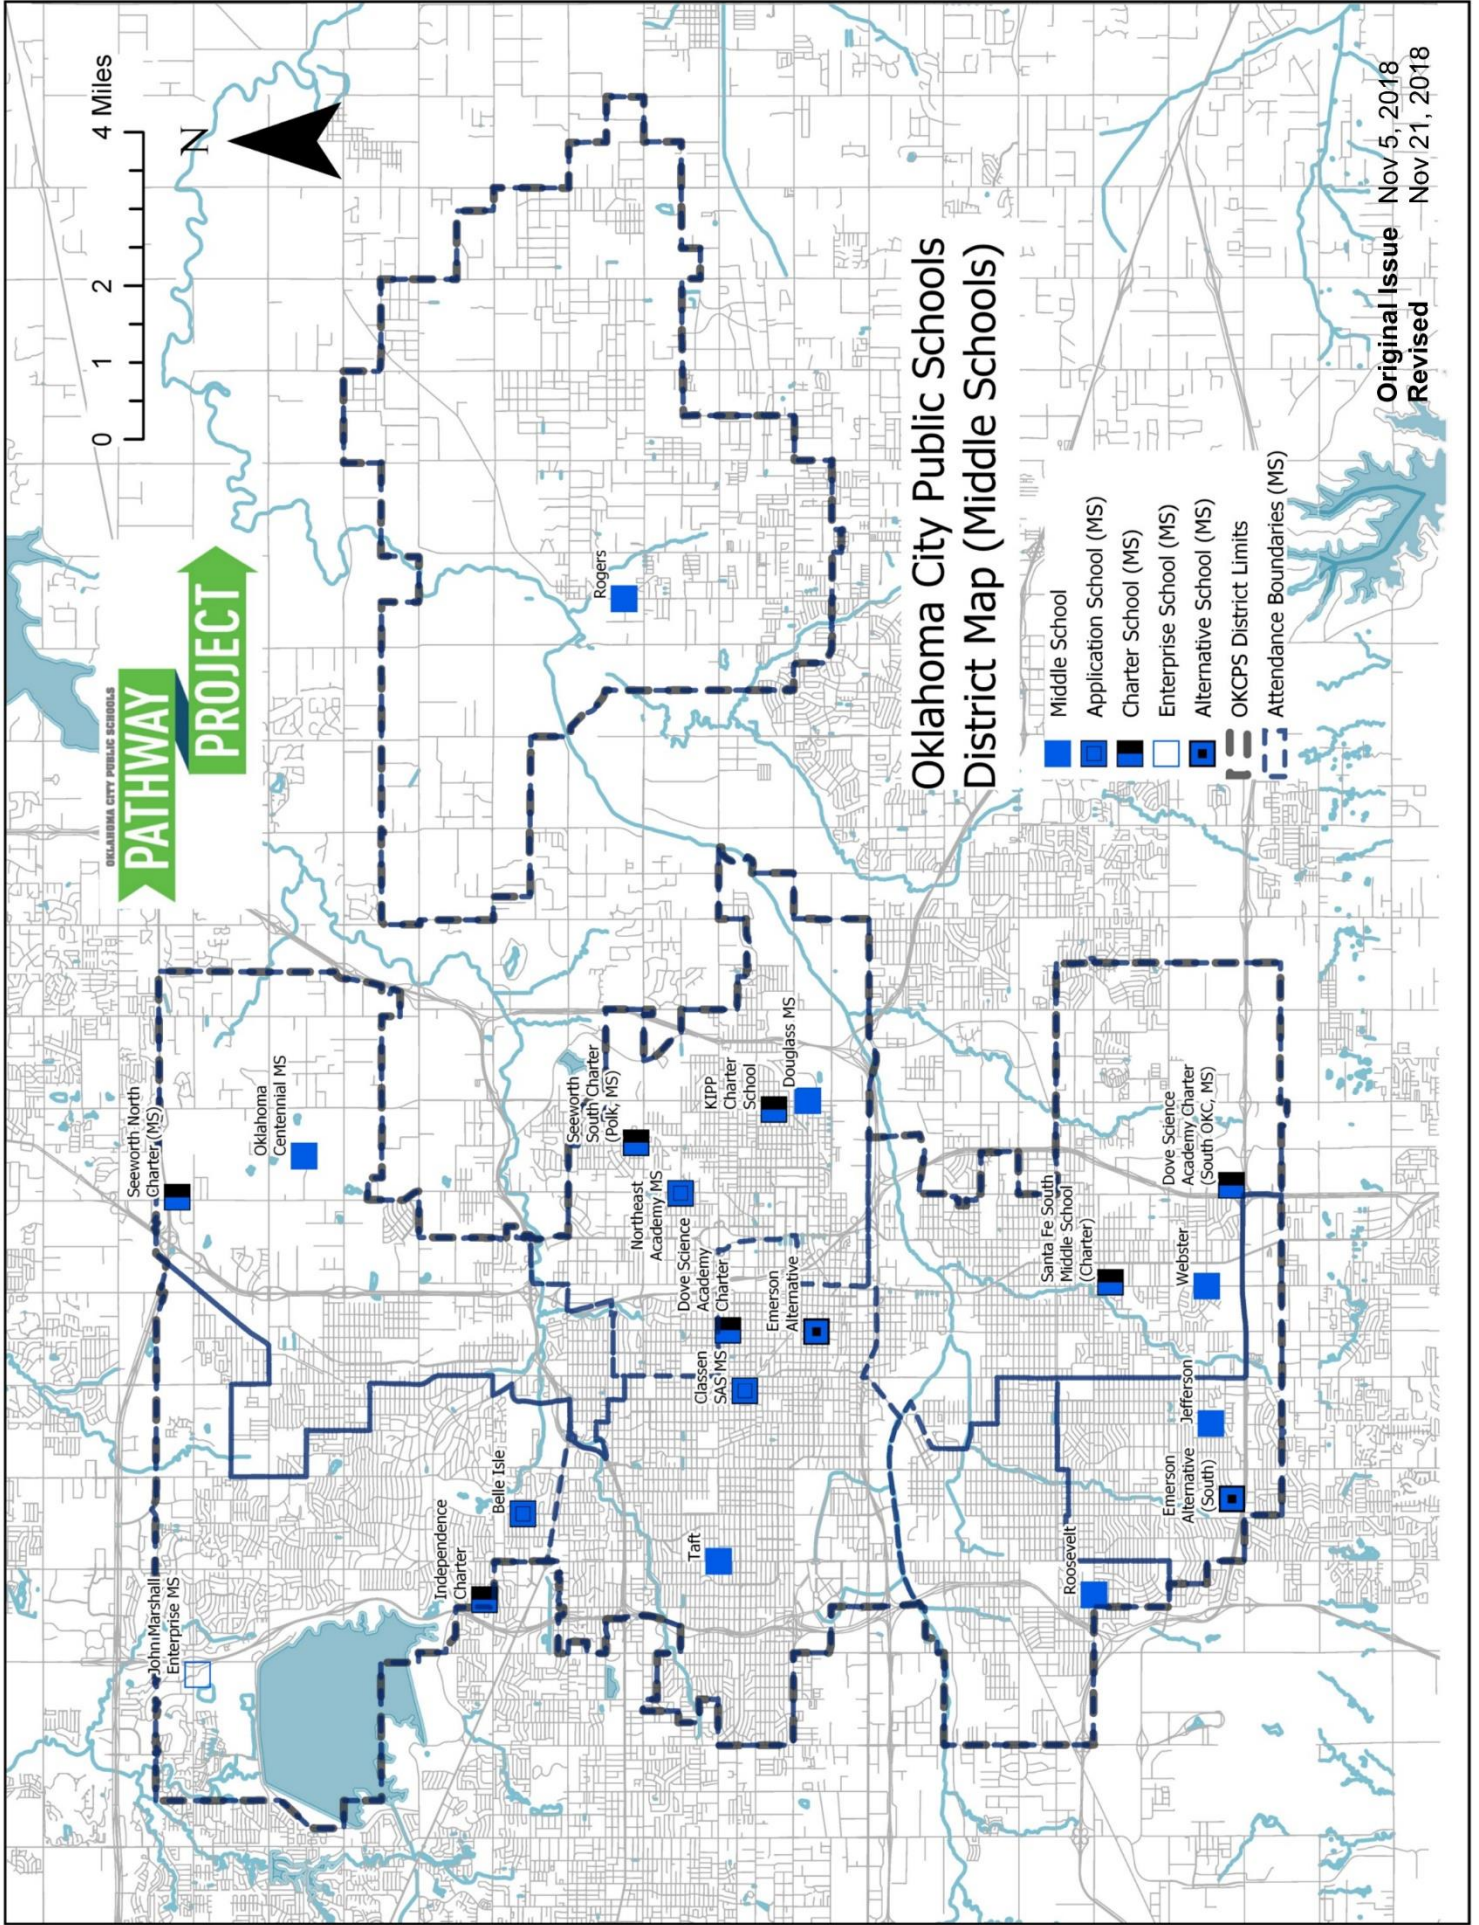 OKLAHOMA CITY PUBLIC SCHOOLS
PATHWAY
PROJECT
0 1 2 4 Miles
N
Seeworth North
Charter (MS)
Oklahoma
Centennial MS
John Marshall
Enterprise MS
Independence
Charter
Belle Isle
Seeworth
South Charter
(Polk, MS)
Northeast
Academy MS
KIPP
Charter
School
Douglass MS
Dove Science
Academy
Charter
Emerson
Alternative
Classen
SAS MS
Taft
Rogers
Santa Fe South
Middle School
(Charter)
Dove Science
Academy Charter
(South OKC, MS)
Webster
Jefferson
Emerson
Alternative
(South)
Roosevelt
Oklahoma City Public Schools
District Map (Middle Schools)
Middle School
Application School (MS)
Charter School (MS)
Enterprise School (MS)
Alternative School (MS)
OKCPS District Limits
Attendance Boundaries (MS)
Original Issue Nov 5, 2018
Revised Nov 21, 2018